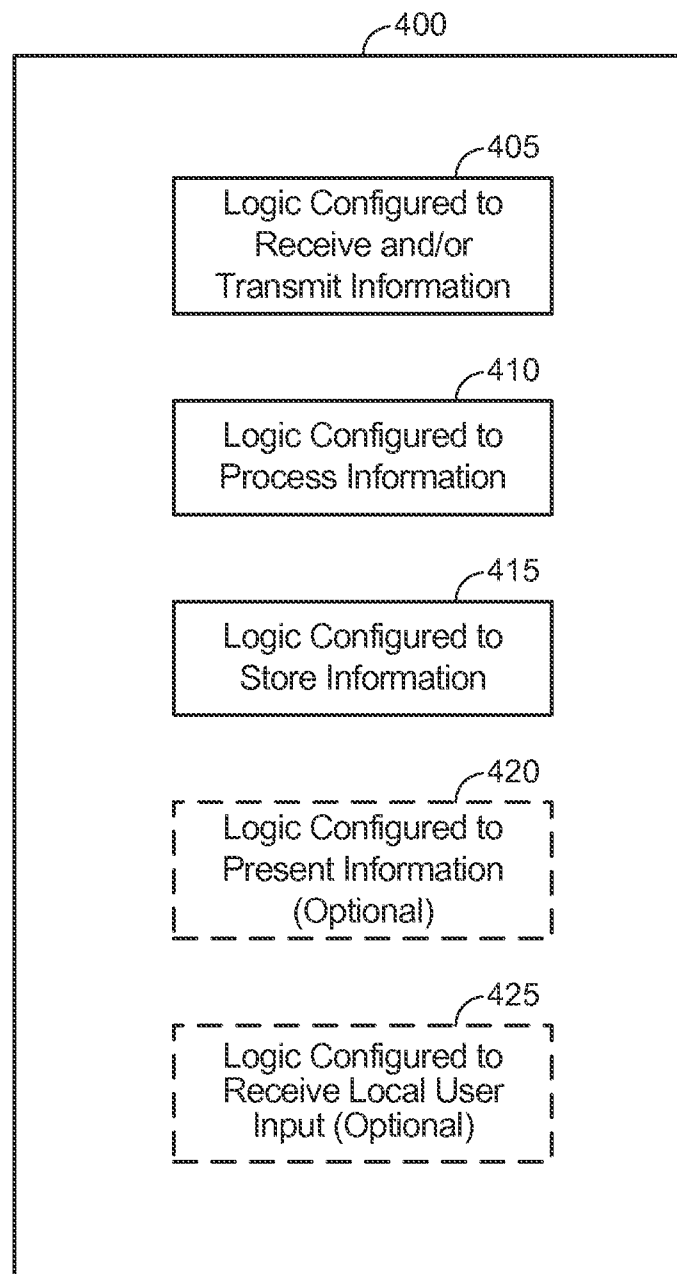 400
405
Logic Configured to
Receive and/or
Transmit Information
410
Logic Configured to
Process Information
415
Logic Configured to
Store Information
420
Logic Configured to
Present Information
(Optional)
425
Logic Configured to
Receive Local User
Input (Optional)